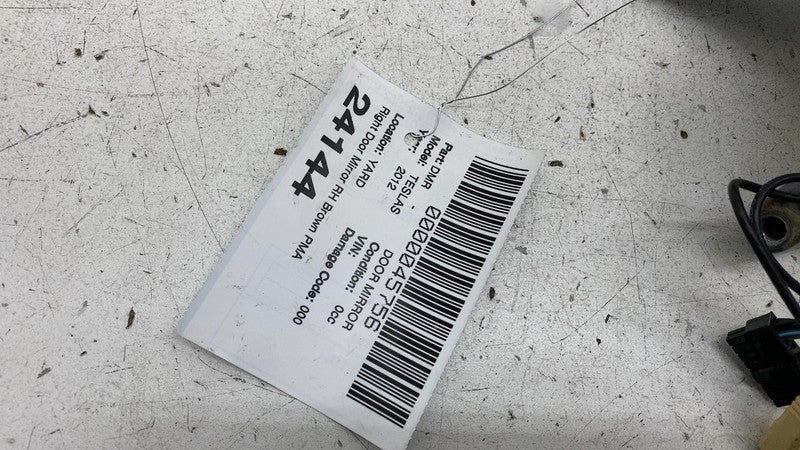 0000045756
Part: DMR - DOOR MIRROR
Model: TESLAS Condition: 0cc
Year: 2012 VIN:
Location: YARD Damage Code: 000
Right Door Mirror RH Brown PMA
24144